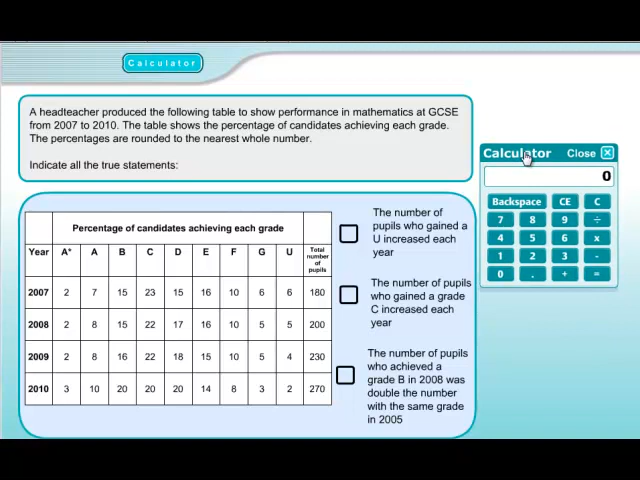 Calculator
A headteacher produced the following table to show performance in mathematics at GCSE
from 2007 to 2010. The table shows the percentage of candidates achieving each grade.
The percentages are rounded to the nearest whole number.
Indicate all the true statements:
Percentage of candidates achieving each grade
Year A* A B C D E F G U Total number of pupils
2007 2 7 15 23 15 16 10 6 6 180
2008 2 8 15 22 17 16 10 5 5 200
2009 2 8 16 22 18 15 10 5 4 230
2010 3 10 20 20 20 14 8 3 2 270
The number of
pupils who gained a
U increased each
year
The number of pupils
who gained a grade
C increased each
year
The number of pupils
who achieved a
grade B in 2008 was
double the number
with the same grade
in 2005
Calculator Close X
0
Backspace CE C
7 8 9 ÷
4 5 6 x
1 2 3 -
0 . + =